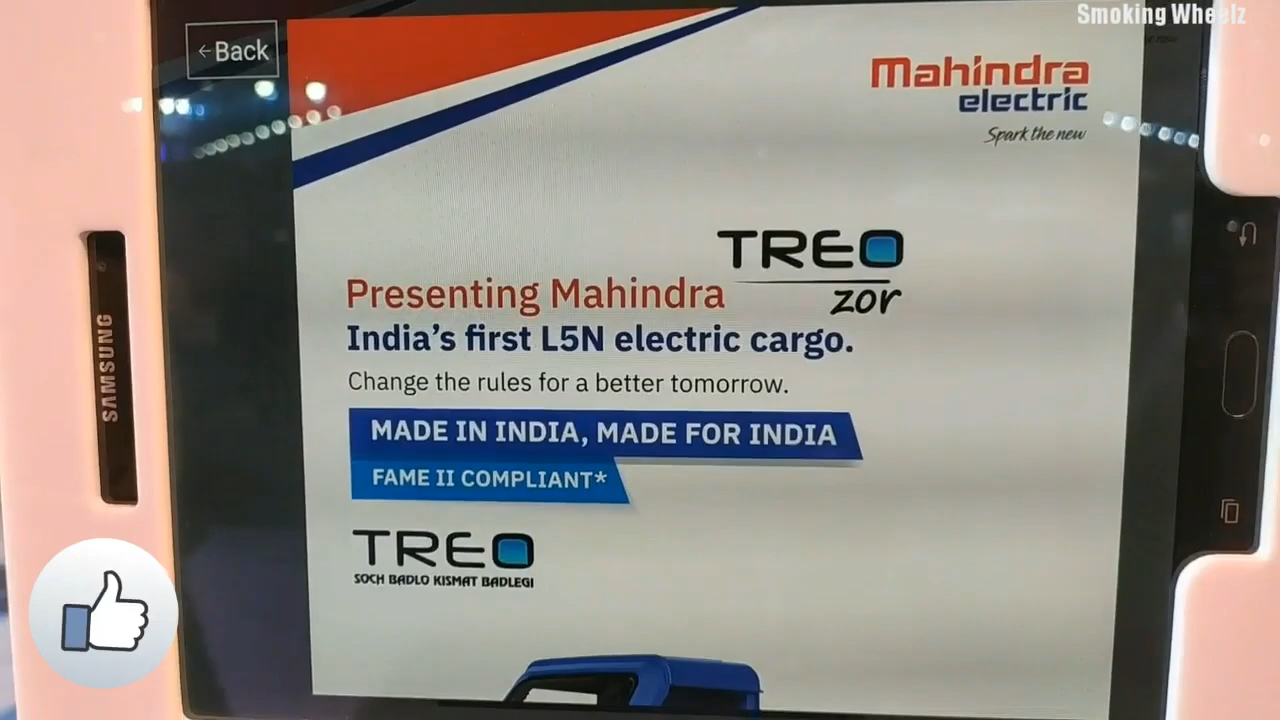 Smoking Wheelz
←Back
Mahindra
electric
Spark the new
TREO
zor
Presenting Mahindra
India's first L5N electric cargo.
Change the rules for a better tomorrow.
MADE IN INDIA, MADE FOR INDIA
FAME II COMPLIANT*
TREO
SOCH BADLO KISMAT BADLEGI
SAMSUNG